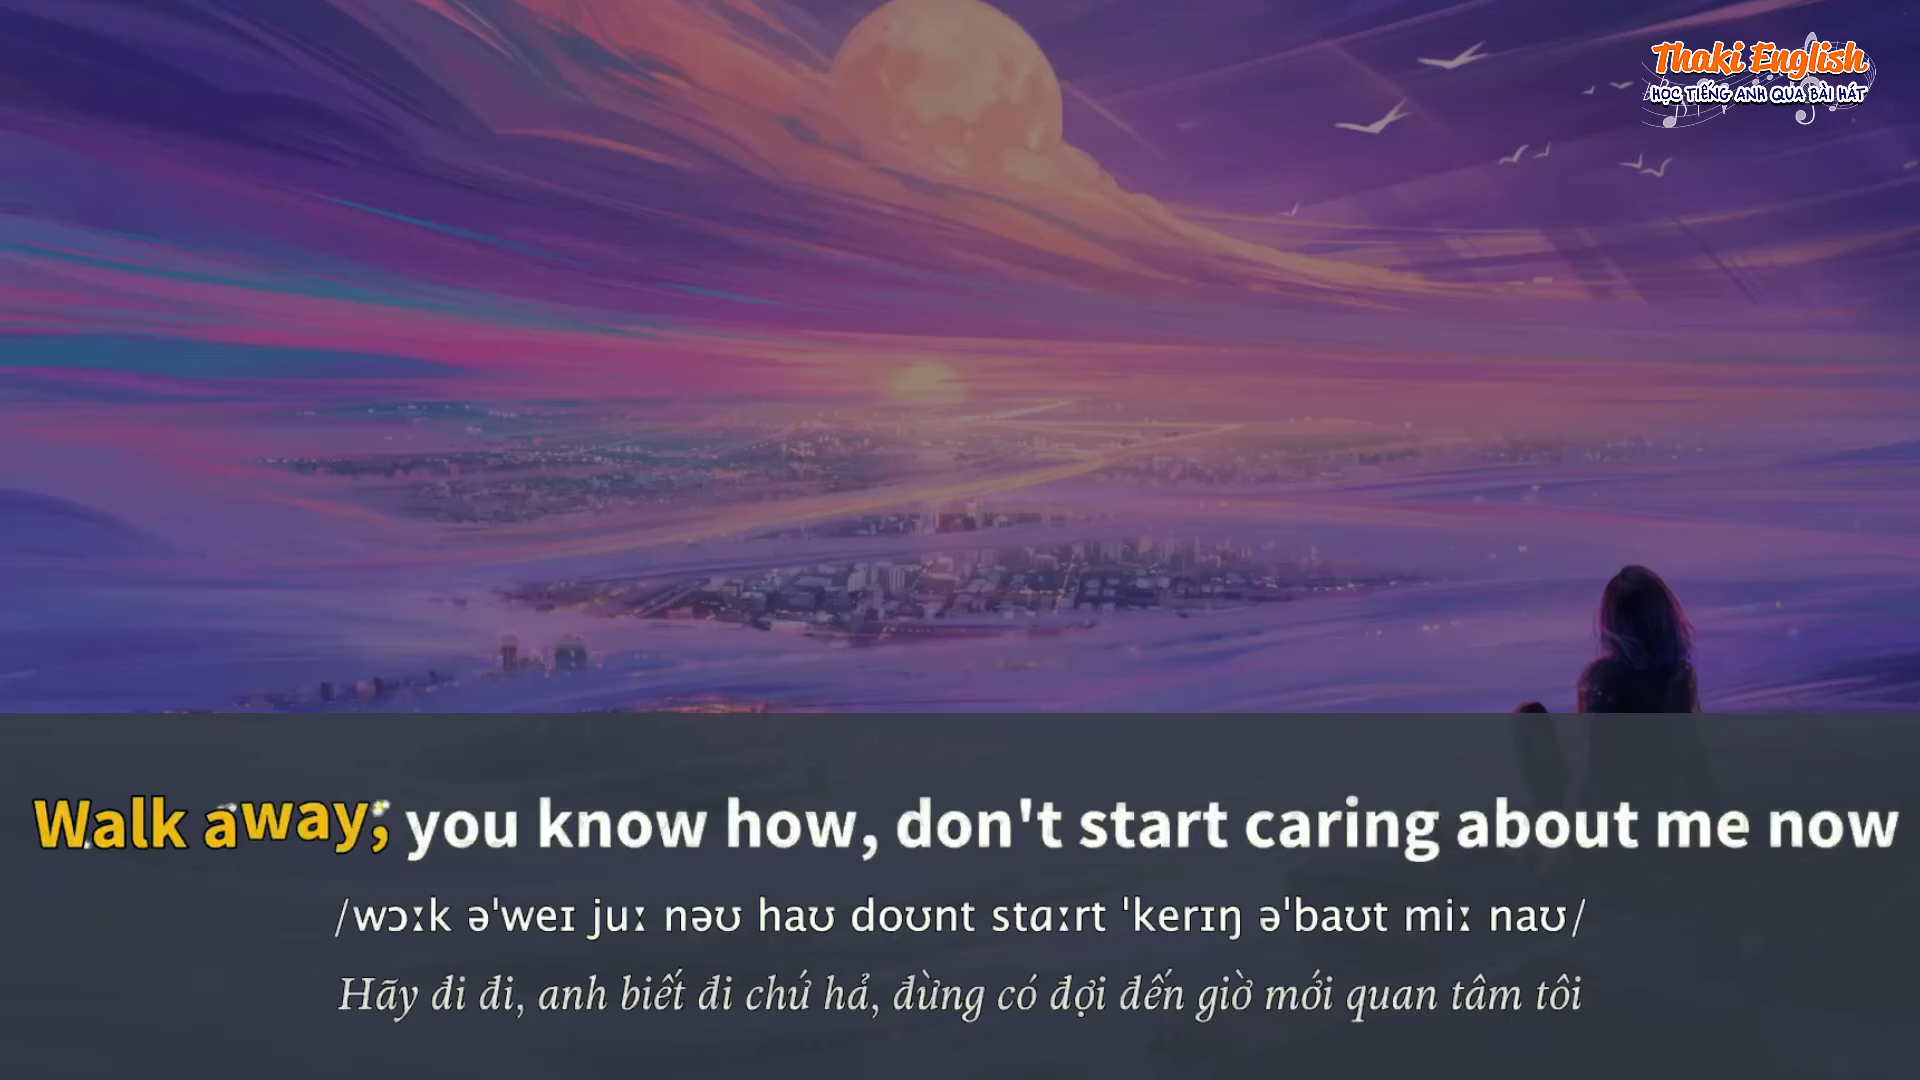 Thaki English
HỌC TIẾNG ANH QUA BÀI HÁT
Walk away, you know how, don't start caring about me now
/wɔːk ə'weɪ juː nəʊ haʊ doʊnt stɑːrt 'kerɪŋ ə'baʊt miː naʊ/
Hãy đi đi, anh biết đi chứ hả, đừng có đợi đến giờ mới quan tâm tôi